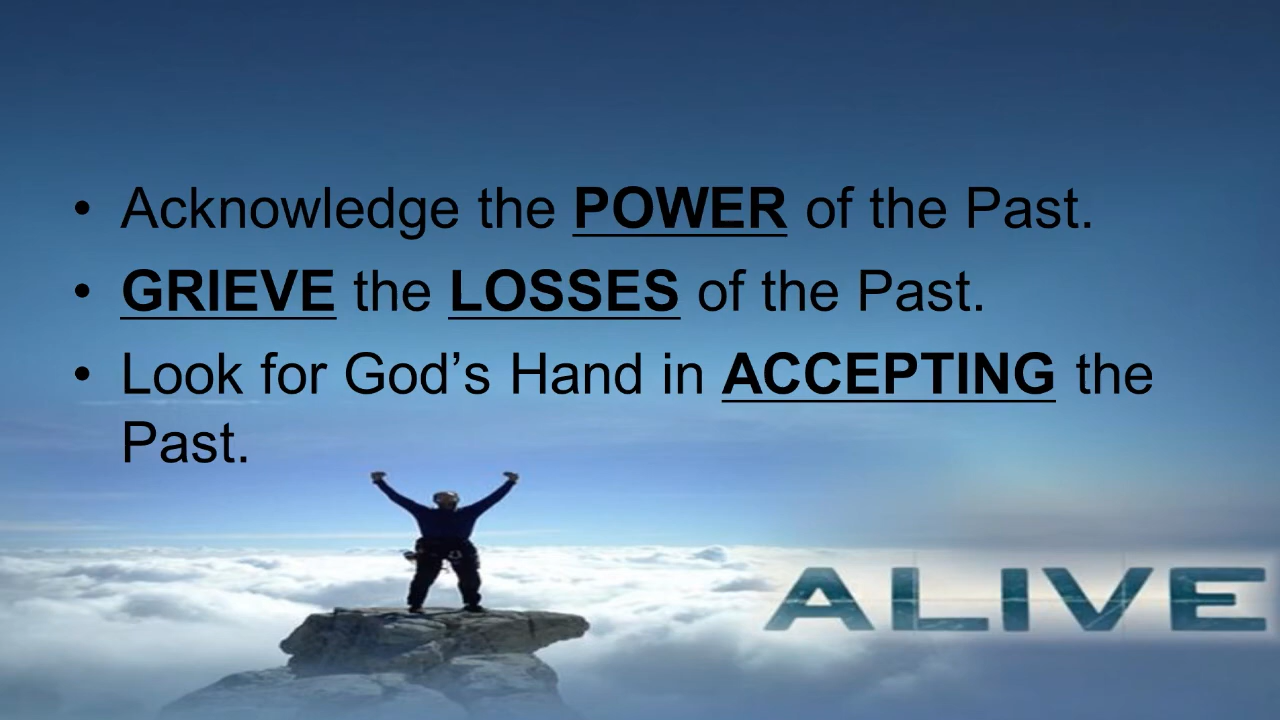 • Acknowledge the POWER of the Past.
• GRIEVE the LOSSES of the Past.
• Look for God’s Hand in ACCEPTING the
Past.
ALIVE